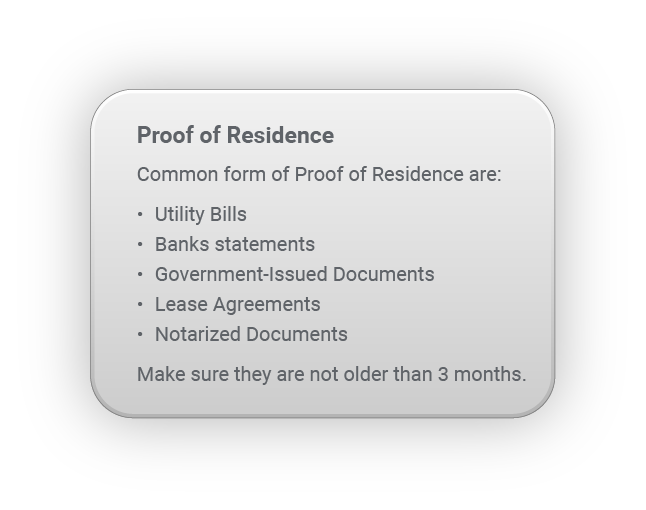 Proof of Residence
Common form of Proof of Residence are:
• Utility Bills
• Banks statements
• Government-Issued Documents
• Lease Agreements
• Notarized Documents
Make sure they are not older than 3 months.